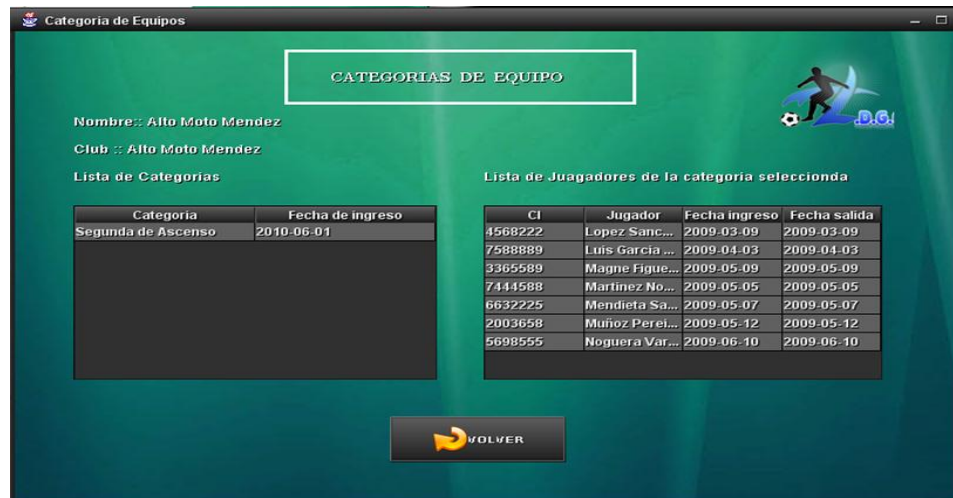 Categoria de Equipos
CATEGORIAS DE EQUIPO
.D.G.
Nombre:: Alto Moto Mendez
Club :: Alto Moto Mendez
Lista de Categorias
Categoria Fecha de ingreso
Segunda de Ascenso 2010-06-01
Lista de Juagadores de la categoria seleccionda
CI Jugador Fecha ingreso Fecha salida
4568222 Lopez Sanc... 2009-03-09 2009-03-09
7588889 Luis Garcia ... 2009-04-03 2009-04-03
3365589 Magne Figue... 2009-05-09 2009-05-09
7444588 Martinez No... 2009-05-05 2009-05-05
6632225 Mendieta Sa... 2009-05-07 2009-05-07
2003658 Muñoz Perei... 2009-05-12 2009-05-12
5698555 Noguera Var... 2009-06-10 2009-06-10
VOLVER